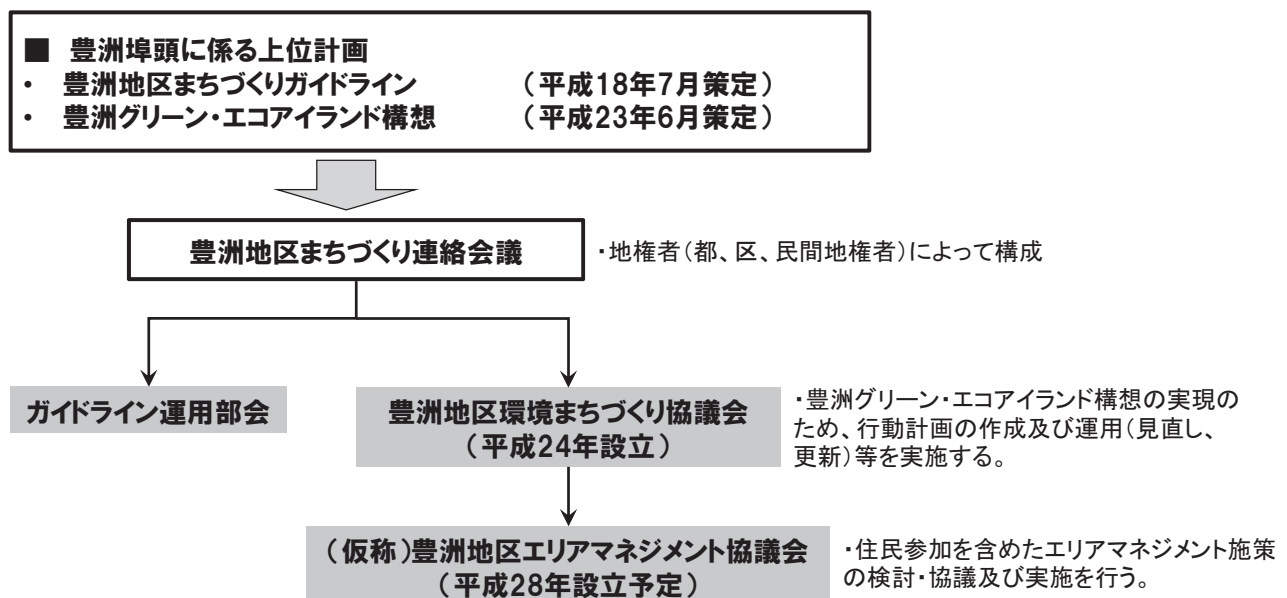 ■ 豊洲埠頭に係る上位計画
・ 豊洲地区まちづくりガイドライン （平成18年7月策定）
・ 豊洲グリーン・エコアイランド構想 （平成23年6月策定）
豊洲地区まちづくり連絡会議
・地権者（都、区、民間地権者）によって構成
ガイドライン運用部会
豊洲地区環境まちづくり協議会
（平成24年設立）
・豊洲グリーン・エコアイランド構想の実現の
ため、行動計画の作成及び運用（見直し、
更新）等を実施する。
（仮称）豊洲地区エリアマネジメント協議会
（平成28年設立予定）
・住民参加を含めたエリアマネジメント施策
の検討・協議及び実施を行う。